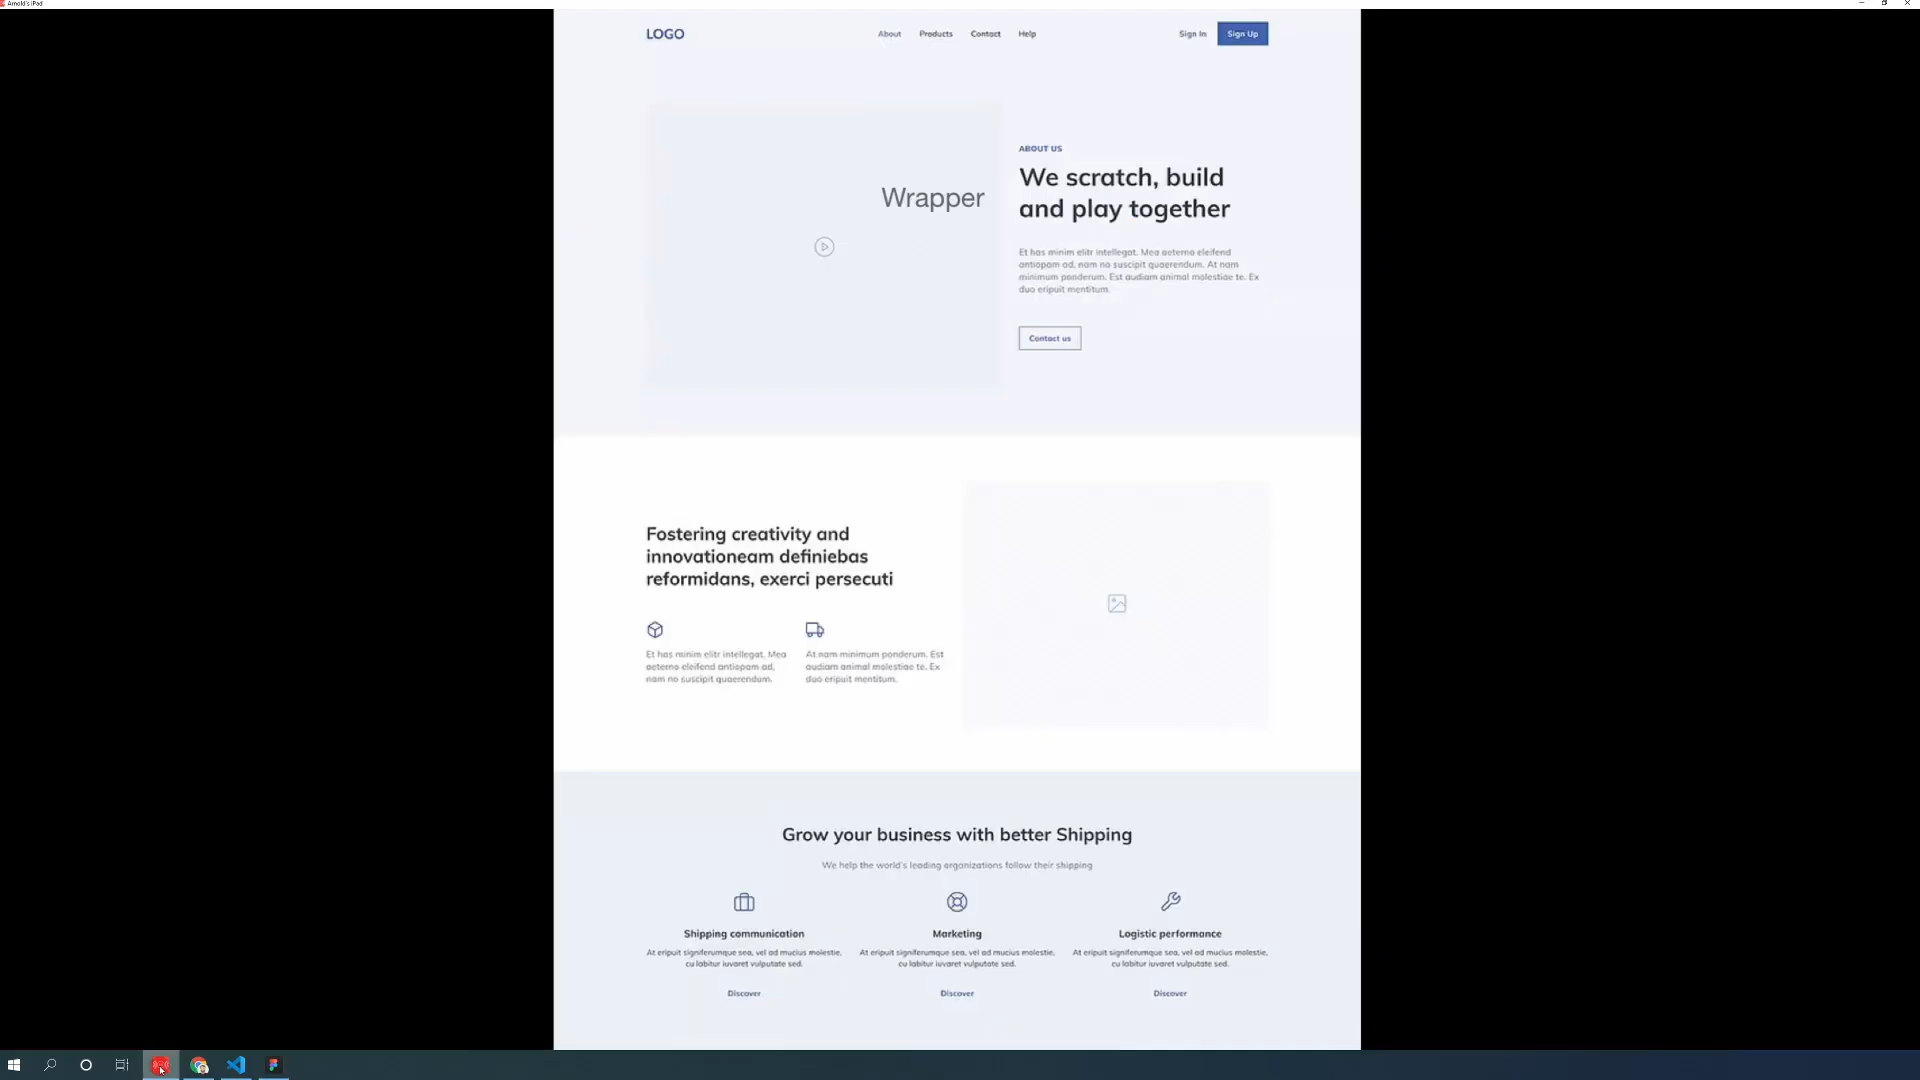 Arnold's iPad
LOGO
About Products Contact Help
Sign In Sign Up
Wrapper
ABOUT US
We scratch, build
and play together
Et has minim elitr intellegat. Mea aeterno eleifend
antiopam ad, nam no suscipit quaerendum. At nam
minimum ponderum. Est audiam animal molestiae te. Ex
duo eripuit mentitum.
Contact us
Fostering creativity and
innovationeam definiebas
reformidans, exerci persecuti
Et has minim elitr intellegat. Mea
aeterno eleifend antiopam ad,
nam no suscipit quaerendum.
At nam minimum ponderum. Est
audiam animal molestiae te. Ex
duo eripuit mentitum.
Grow your business with better Shipping
We help the world's leading organizations follow their shipping
Shipping communication
At eripuit signiferumque sea, vel ad mucius molestie,
cu labitur iuvaret vulputate sed.
Discover
Marketing
At eripuit signiferumque sea, vel ad mucius molestie,
cu labitur iuvaret vulputate sed.
Discover
Logistic performance
At eripuit signiferumque sea, vel ad mucius molestie,
cu labitur iuvaret vulputate sed.
Discover